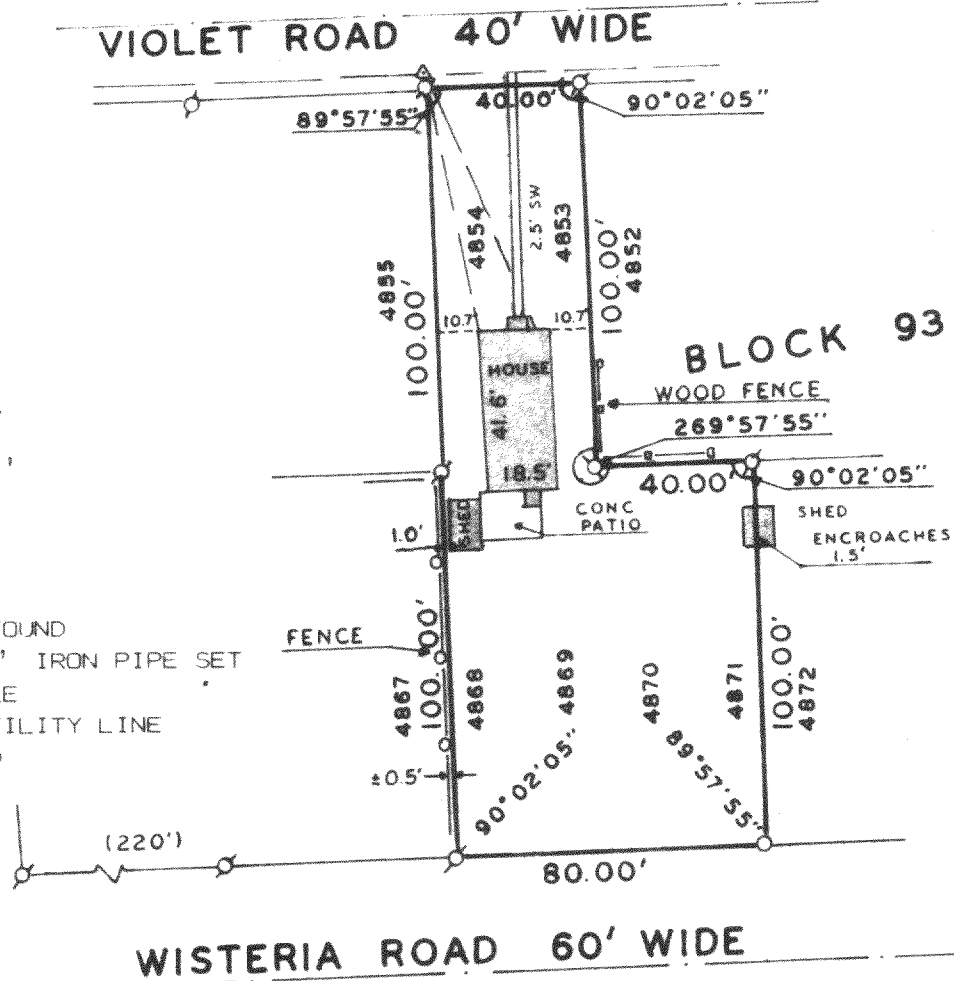 VIOLET ROAD 40' WIDE
40.00'
89°57'55"
90°02'05"
4854
2.5' SW
4853
100.00'
4852
4855
100.00'
10.7'
10.7'
BLOCK 93
HOUSE
41.6'
18.5'
WOOD FENCE
269°57'55"
40.00'
90°02'05"
SHED
CONC
PATIO
SHED
ENCROACHES
1.5'
1.0'
OUND
" IRON PIPE SET
LE
TILITY LINE
FENCE
4867
100.00'
4868
4869
4870
4871
100.00'
4872
±0.5'
90°02'05"
89°57'55"
(220')
80.00'
WISTERIA ROAD 60' WIDE